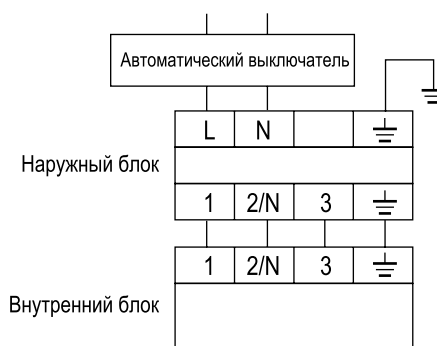 Автоматический выключатель
L N
Наружный блок
1 2/N 3
1 2/N 3
Внутренний блок